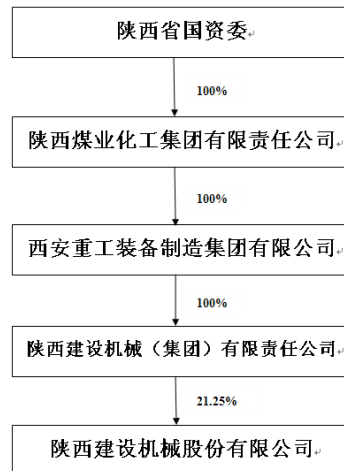 陕西省国资委
100%
陕西煤业化工集团有限责任公司
100%
西安重工装备制造集团有限公司
100%
陕西建设机械（集团）有限责任公司
21.25%
陕西建设机械股份有限公司